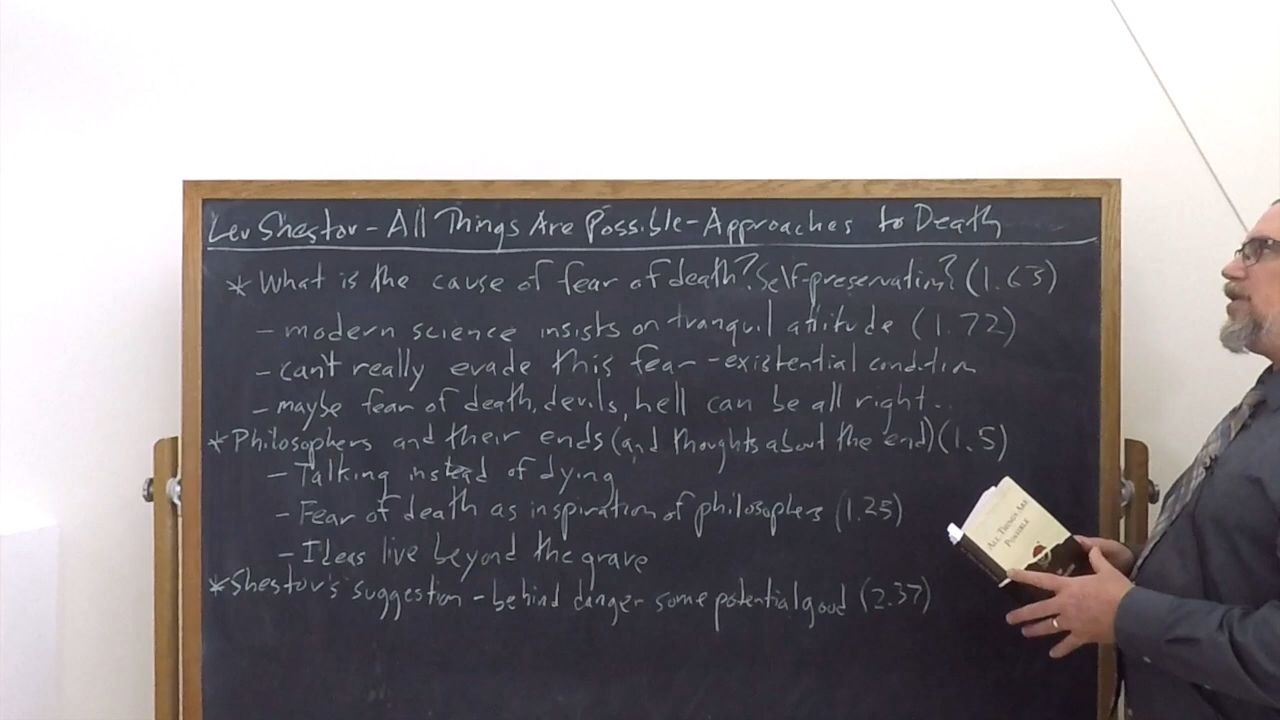 Lev Shestov - All Things Are Possible - Approaches to Death
* What is the cause of fear of death? Self-preservation? (1.63)
- modern science insists on tranquil attitude (1.72)
- can't really evade this fear - existential condition
- maybe fear of death, devils, hell can be all right..
* Philosophers and their ends (and thoughts about the end) (1.5)
- Talking instead of dying
- Fear of death as inspiration of philosophers (1.25)
- Ideas live beyond the grave
* Shestov's suggestion - behind danger some potential good (2.37)
ALL THINGS ARE
POSSIBLE